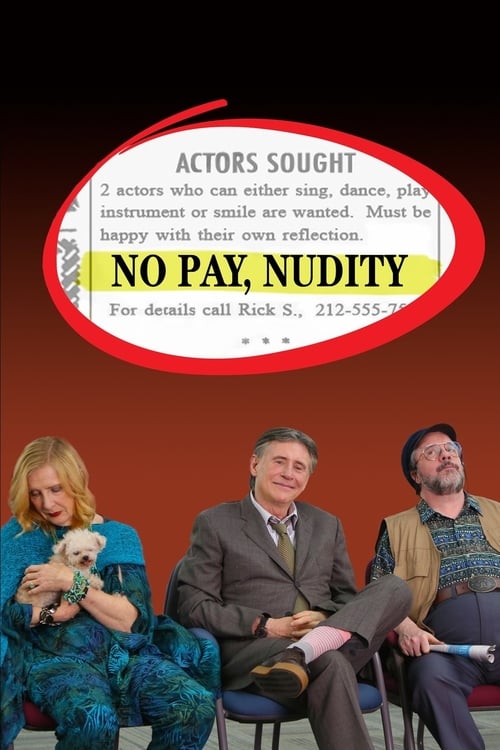 ACTORS SOUGHT
2 actors who can either sing, dance, play
instrument or smile are wanted. Must be
happy with their own reflection.
NO PAY, NUDITY
For details call Rick S., 212-555-
* * *